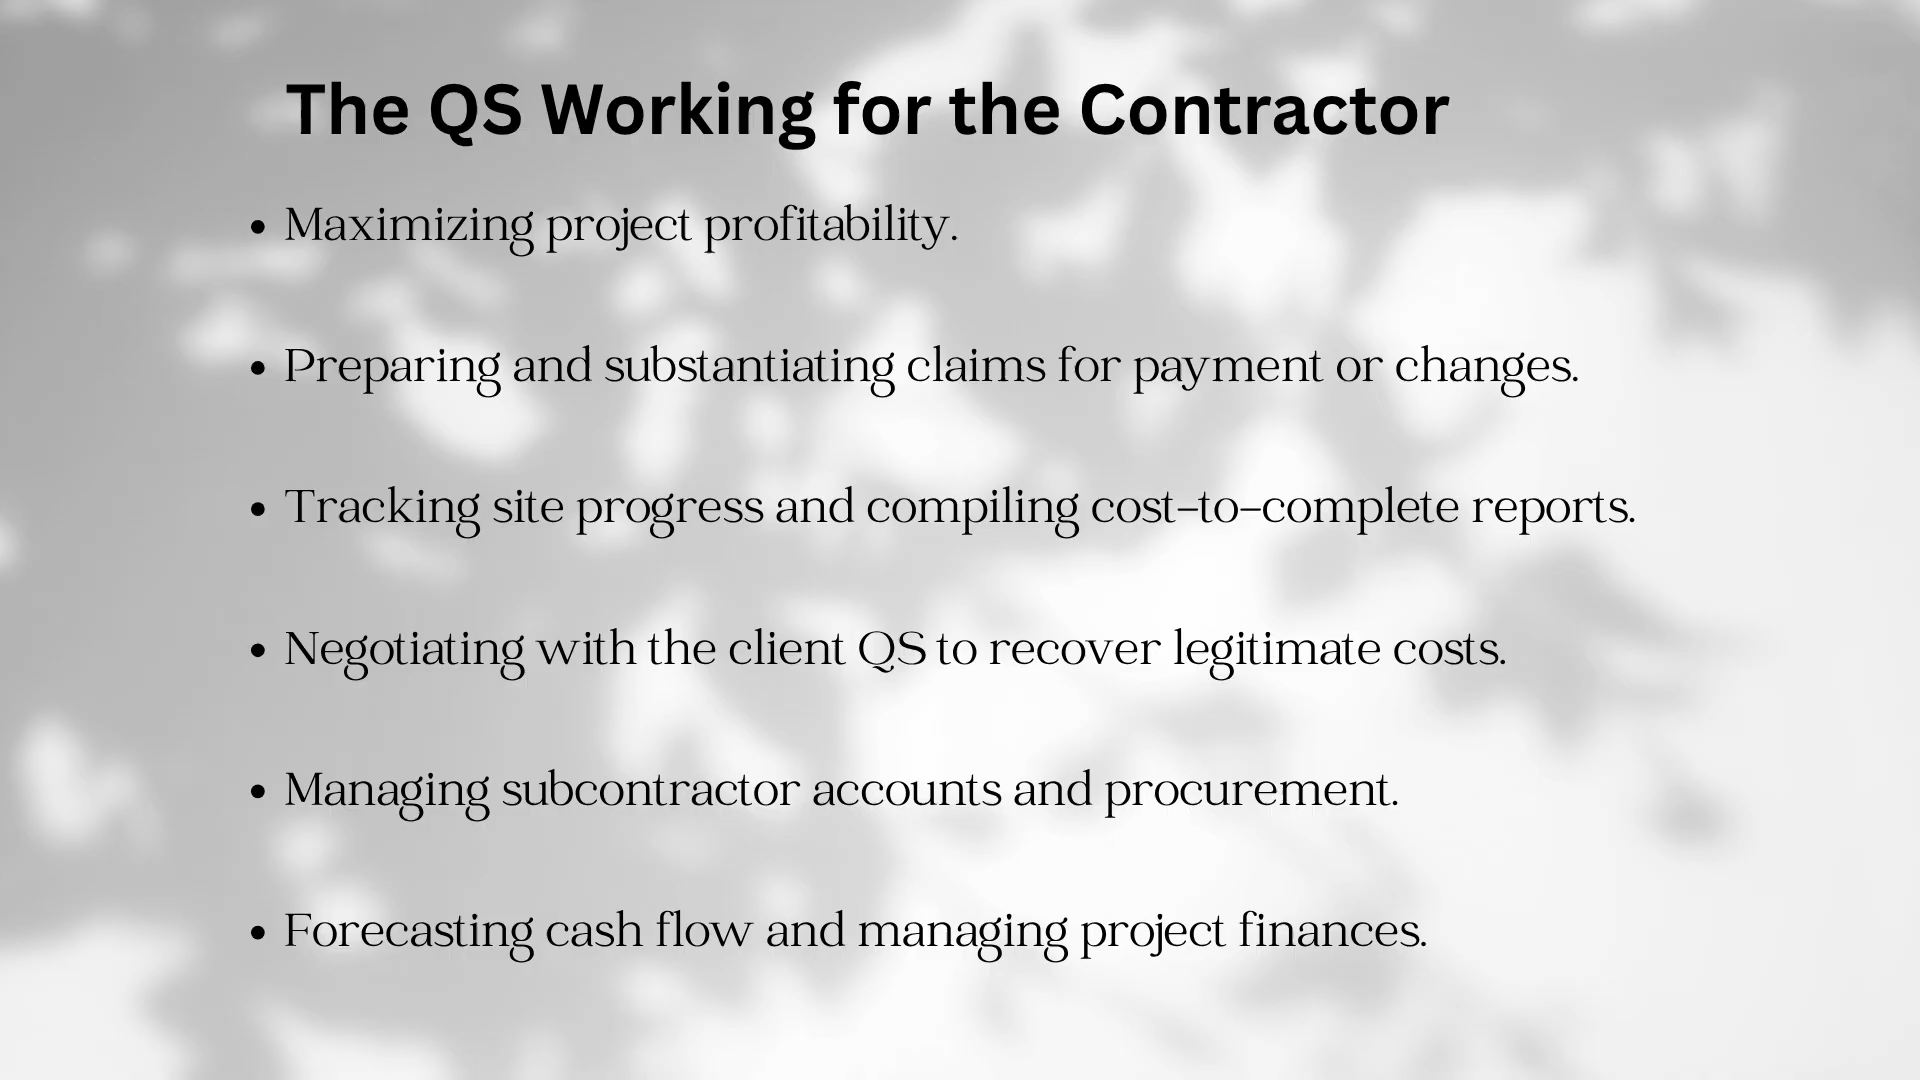 The QS Working for the Contractor
• Maximizing project profitability.
• Preparing and substantiating claims for payment or changes.
• Tracking site progress and compiling cost-to-complete reports.
• Negotiating with the client QS to recover legitimate costs.
• Managing subcontractor accounts and procurement.
• Forecasting cash flow and managing project finances.